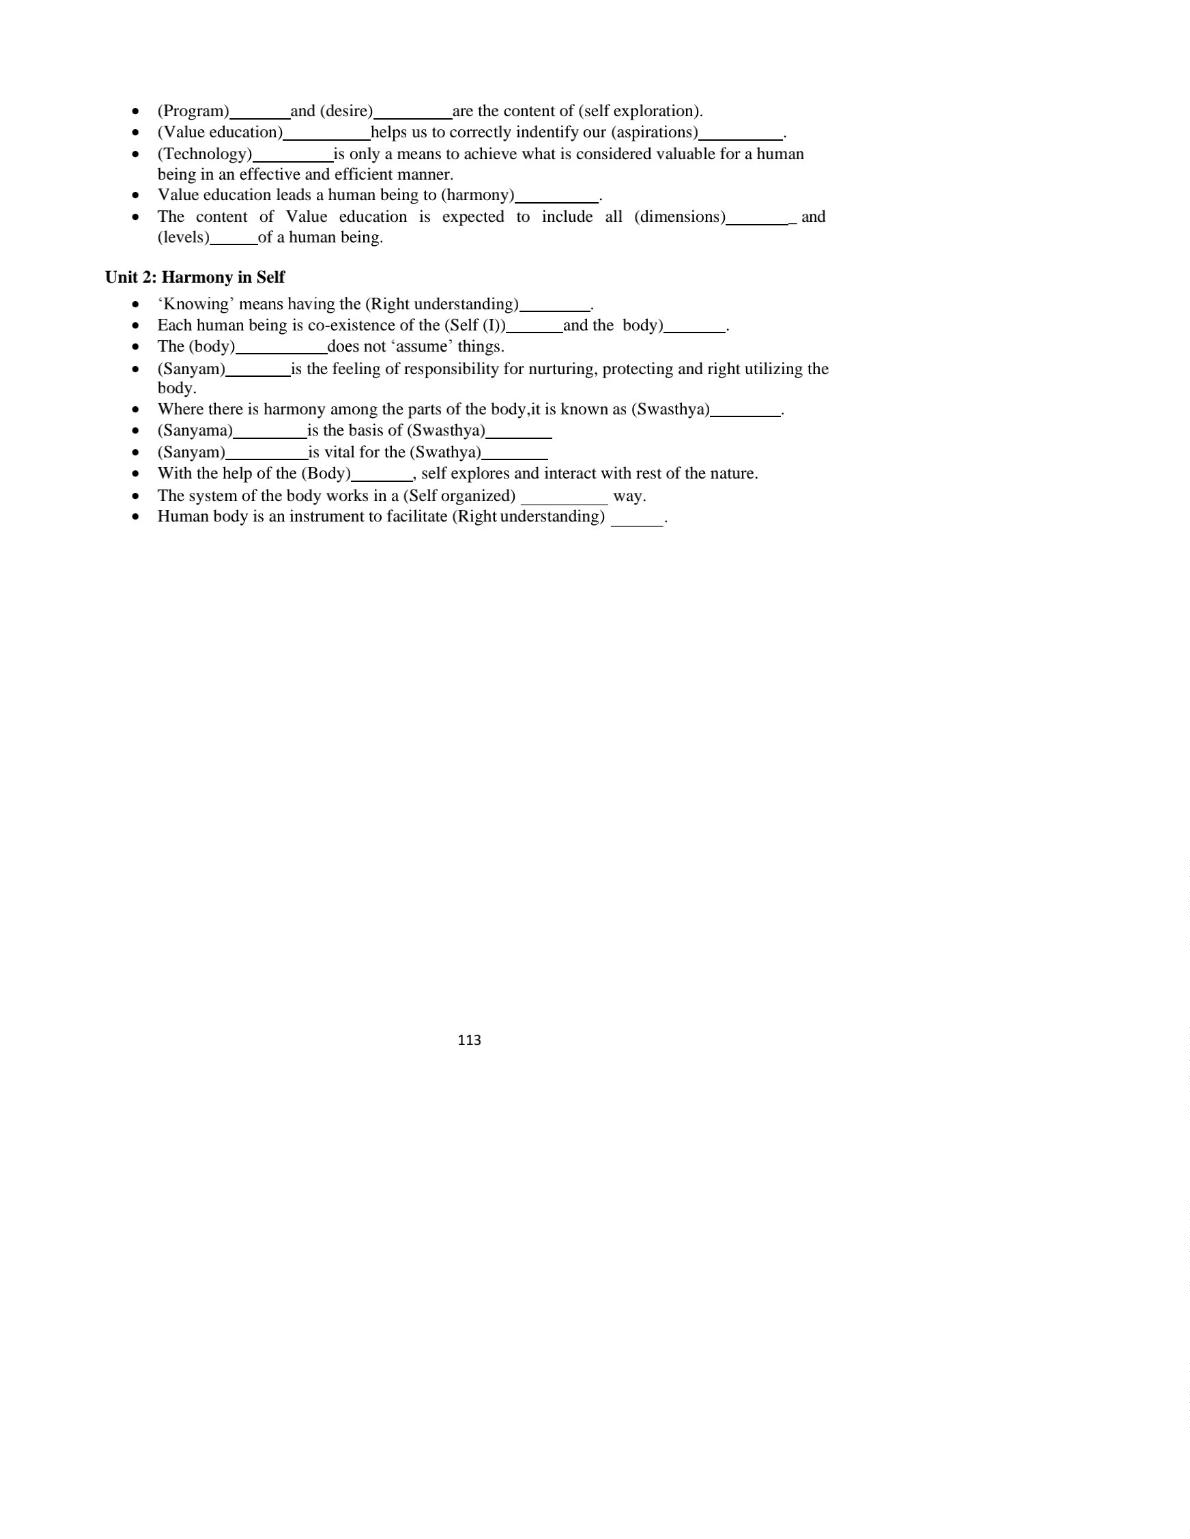 • (Program)_______and (desire)_________are the content of (self exploration).
• (Value education)__________helps us to correctly indentify our (aspirations)__________.
• (Technology)_________is only a means to achieve what is considered valuable for a human
being in an effective and efficient manner.
• Value education leads a human being to (harmony)__________.
• The content of Value education is expected to include all (dimensions)________ and
(levels)_____of a human being.
Unit 2: Harmony in Self
• ‘Knowing’ means having the (Right understanding)________.
• Each human being is co-existence of the (Self (I))______and the body)_______.
• The (body)__________does not ‘assume’ things.
• (Sanyam)_______is the feeling of responsibility for nurturing, protecting and right utilizing the
body.
• Where there is harmony among the parts of the body,it is known as (Swasthya)________.
• (Sanyama)________is the basis of (Swasthya)_______
• (Sanyam)_________is vital for the (Swathya)_______
• With the help of the (Body)_______, self explores and interact with rest of the nature.
• The system of the body works in a (Self organized) __________ way.
• Human body is an instrument to facilitate (Right understanding) ______.
113